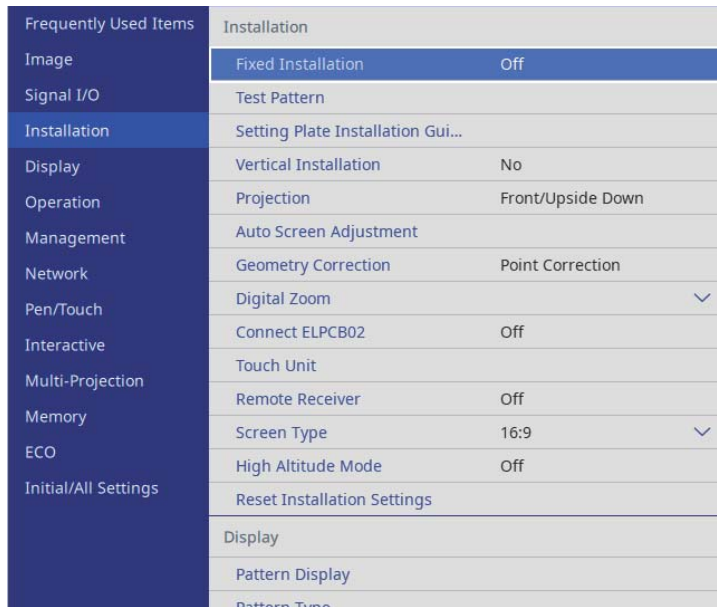 Frequently Used Items
Image
Signal I/O
Installation
Display
Operation
Management
Network
Pen/Touch
Interactive
Multi-Projection
Memory
ECO
Initial/All Settings
Installation
Fixed Installation Off
Test Pattern
Setting Plate Installation Gui...
Vertical Installation No
Projection Front/Upside Down
Auto Screen Adjustment
Geometry Correction Point Correction
Digital Zoom
Connect ELPCB02 Off
Touch Unit
Remote Receiver Off
Screen Type 16:9
High Altitude Mode Off
Reset Installation Settings
Display
Pattern Display
Pattern Type